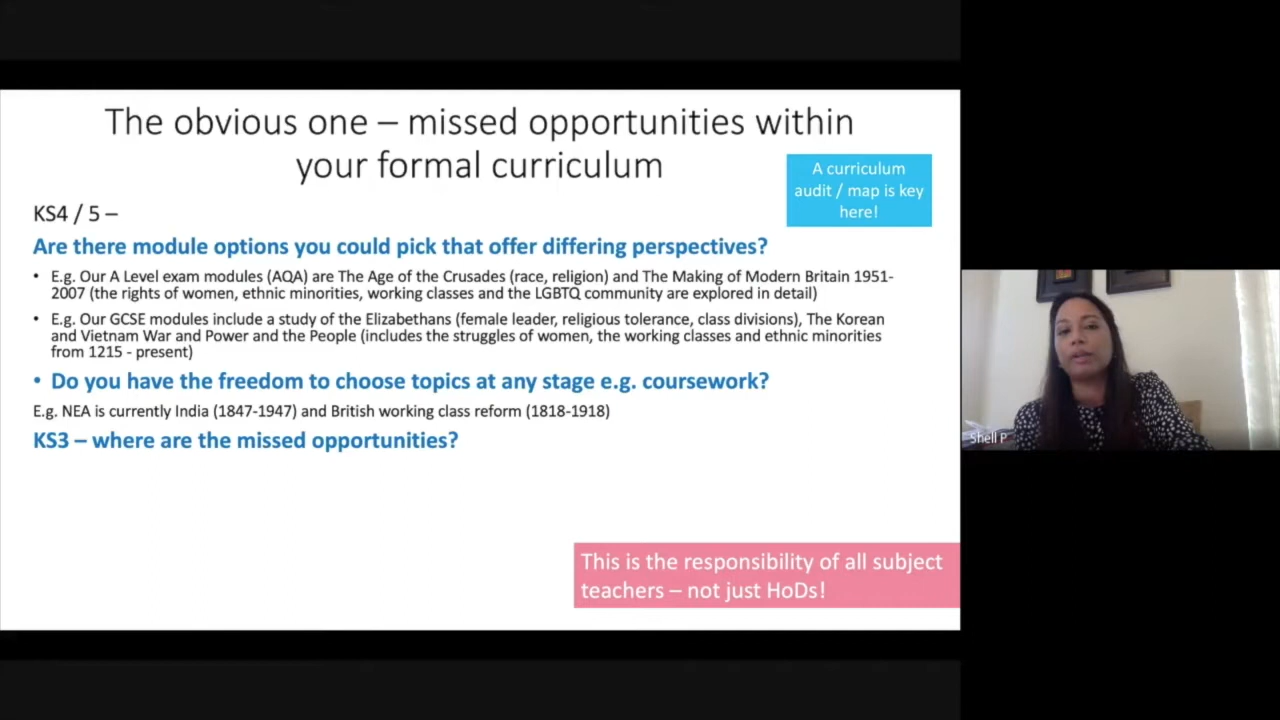 The obvious one – missed opportunities within
your formal curriculum
A curriculum
audit / map is key
here!
KS4 / 5 –
Are there module options you could pick that offer differing perspectives?
• E.g. Our A Level exam modules (AQA) are The Age of the Crusades (race, religion) and The Making of Modern Britain 1951-
2007 (the rights of women, ethnic minorities, working classes and the LGBTQ community are explored in detail)
• E.g. Our GCSE modules include a study of the Elizabethans (female leader, religious tolerance, class divisions), The Korean
and Vietnam War and Power and the People (includes the struggles of women, the working classes and ethnic minorities
from 1215 - present)
• Do you have the freedom to choose topics at any stage e.g. coursework?
E.g. NEA is currently India (1847-1947) and British working class reform (1818-1918)
KS3 – where are the missed opportunities?
Shell P
This is the responsibility of all subject
teachers – not just HoDs!